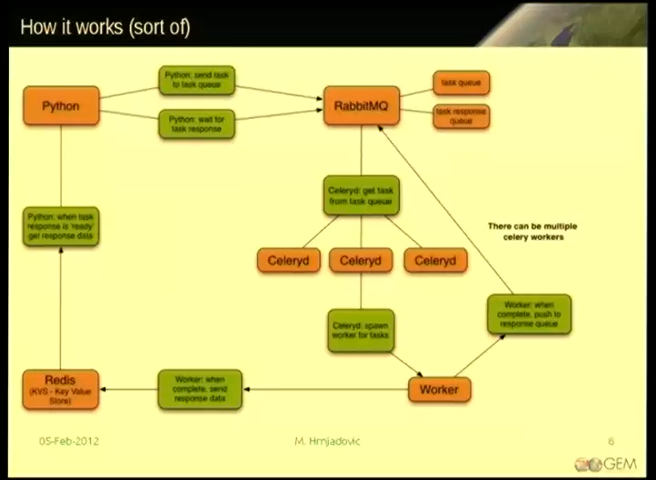 How it works (sort of)
Python: send task
to task queue
task queue
Python
RabbitMQ
task response
queue
Python: wait for
task response
Celeryd: get task
from task queue
Python: when task
response is 'ready'
get response data
There can be multiple
celery workers
Celeryd
Celeryd
Celeryd
Worker: when
complete, push to
response queue
Celeryd: spawn
worker for tasks
Redis
(KVS - Key Value
Store)
Worker: when
complete, send
response data
Worker
05-Feb-2012
M. Hrnjadovic
6
GEM